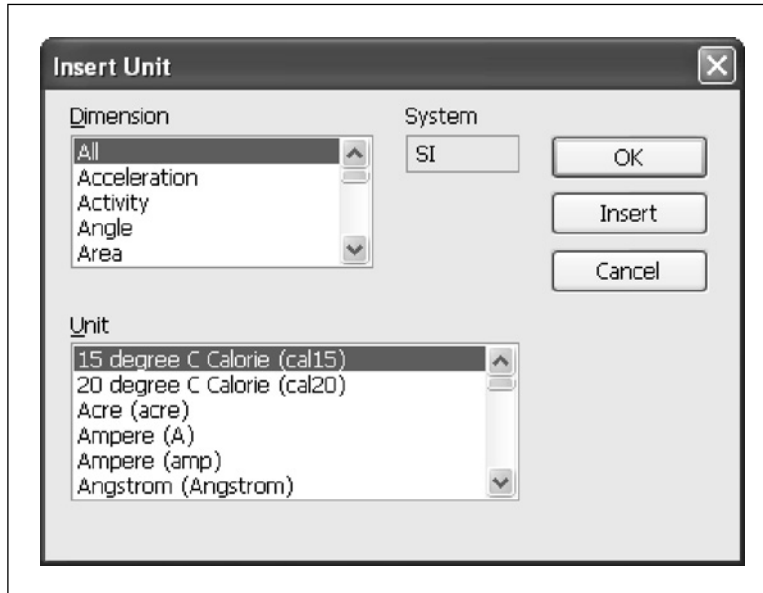 Insert Unit
Dimension
All
Acceleration
Activity
Angle
Area
System
SI
OK
Insert
Cancel
Unit
15 degree C Calorie (cal15)
20 degree C Calorie (cal20)
Acre (acre)
Ampere (A)
Ampere (amp)
Angstrom (Angstrom)